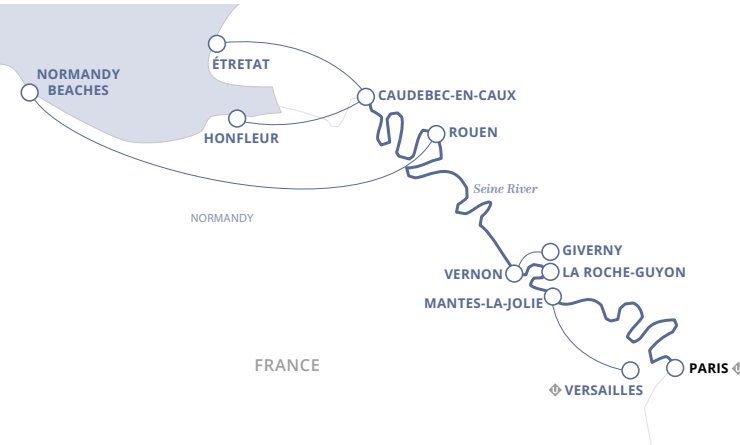 ÉTRETAT
NORMANDY
BEACHES
CAUDEBEC-EN-CAUX
HONFLEUR
ROUEN
Seine River
NORMANDY
GIVERNY
VERNON
LA ROCHE-GUYON
MANTES-LA-JOLIE
FRANCE
PARIS
U VERSAILLES